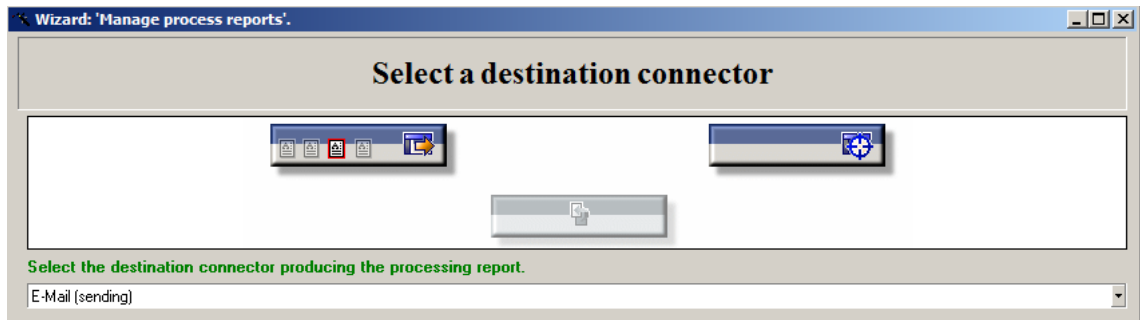 Wizard: 'Manage process reports'.
Select a destination connector
Select the destination connector producing the processing report.
E-Mail (sending)